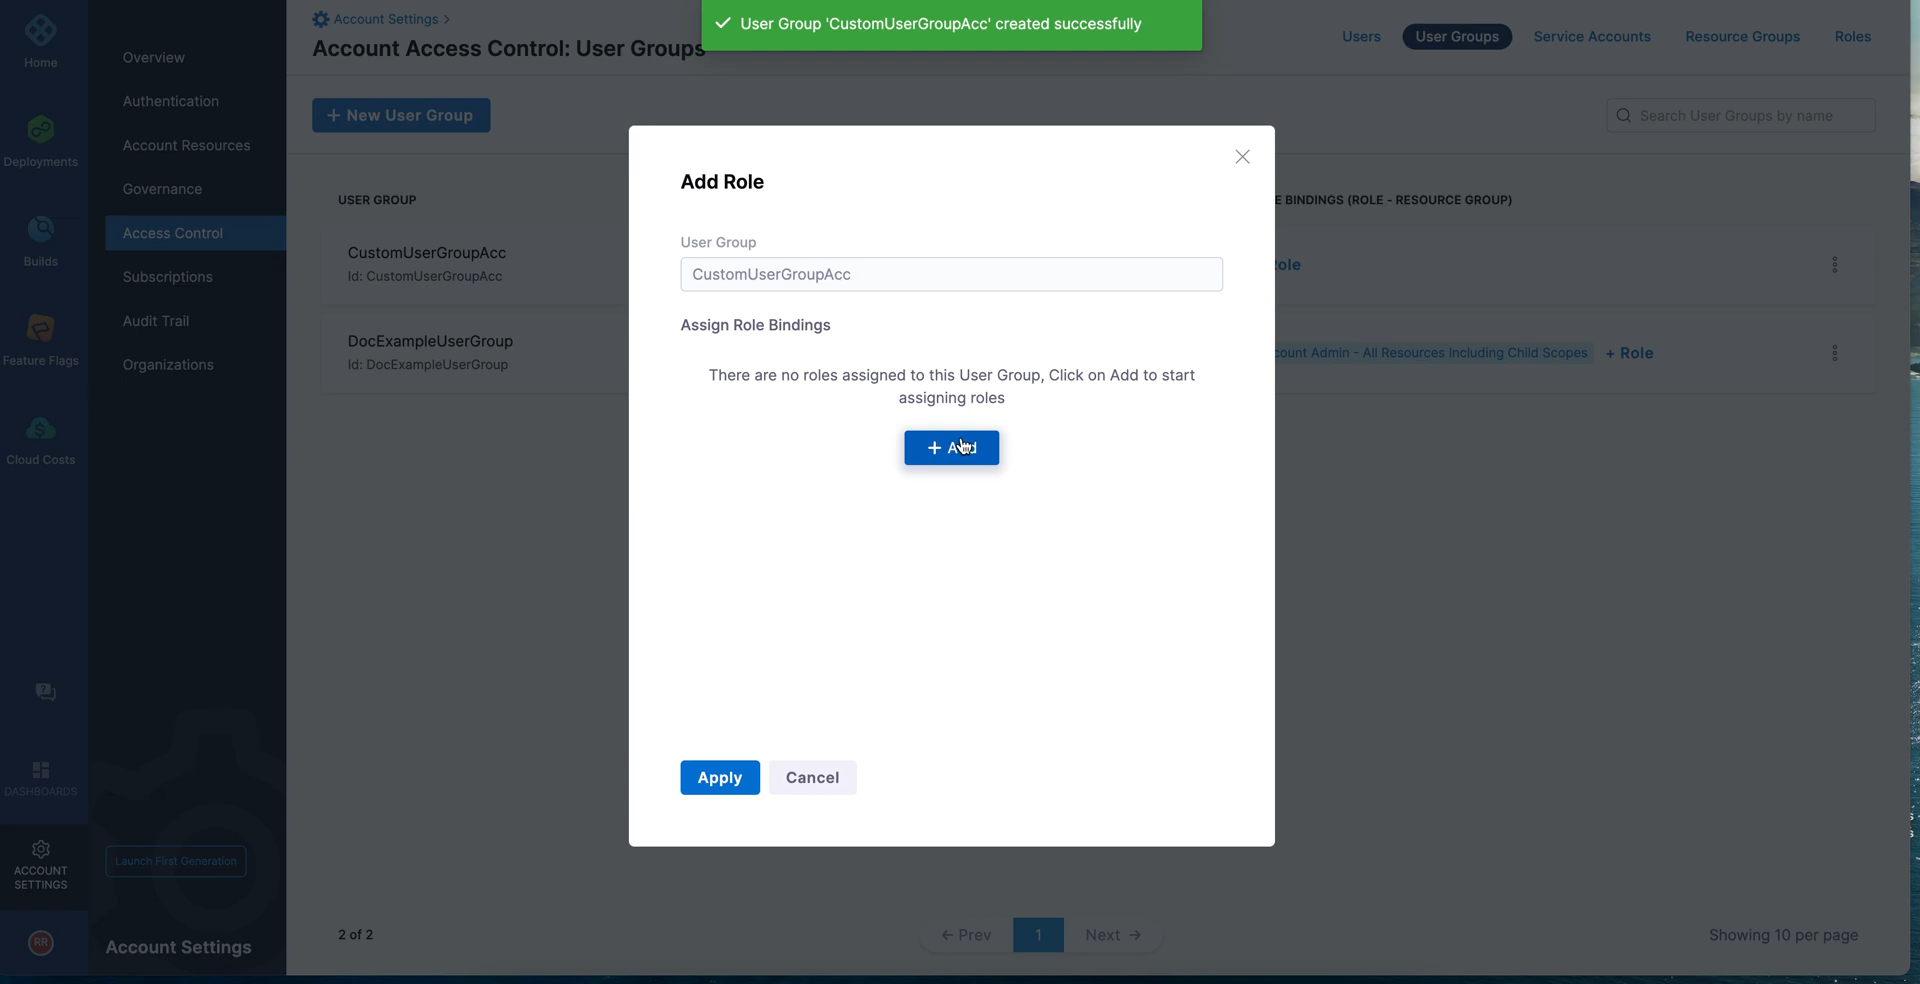 User Group 'CustomUserGroupAcc' created successfully
Account Settings >
Account Access Control: User Groups
Users
User Groups
Service Accounts
Resource Groups
Roles
Home
Deployments
Builds
Feature Flags
Cloud Costs
DASHBOARDS
ACCOUNT
SETTINGS
RR
Overview
Authentication
Account Resources
Governance
Access Control
Subscriptions
Audit Trail
Organizations
Launch First Generation
Account Settings
+ New User Group
Search User Groups by name
USER GROUP
E BINDINGS (ROLE - RESOURCE GROUP)
CustomUserGroupAcc
Id: CustomUserGroupAcc
Role
DocExampleUserGroup
Id: DocExampleUserGroup
count Admin - All Resources Including Child Scopes
+ Role
Add Role
User Group
CustomUserGroupAcc
Assign Role Bindings
There are no roles assigned to this User Group, Click on Add to start
assigning roles
+ Add
Apply
Cancel
2 of 2
← Prev
1
Next →
Showing 10 per page